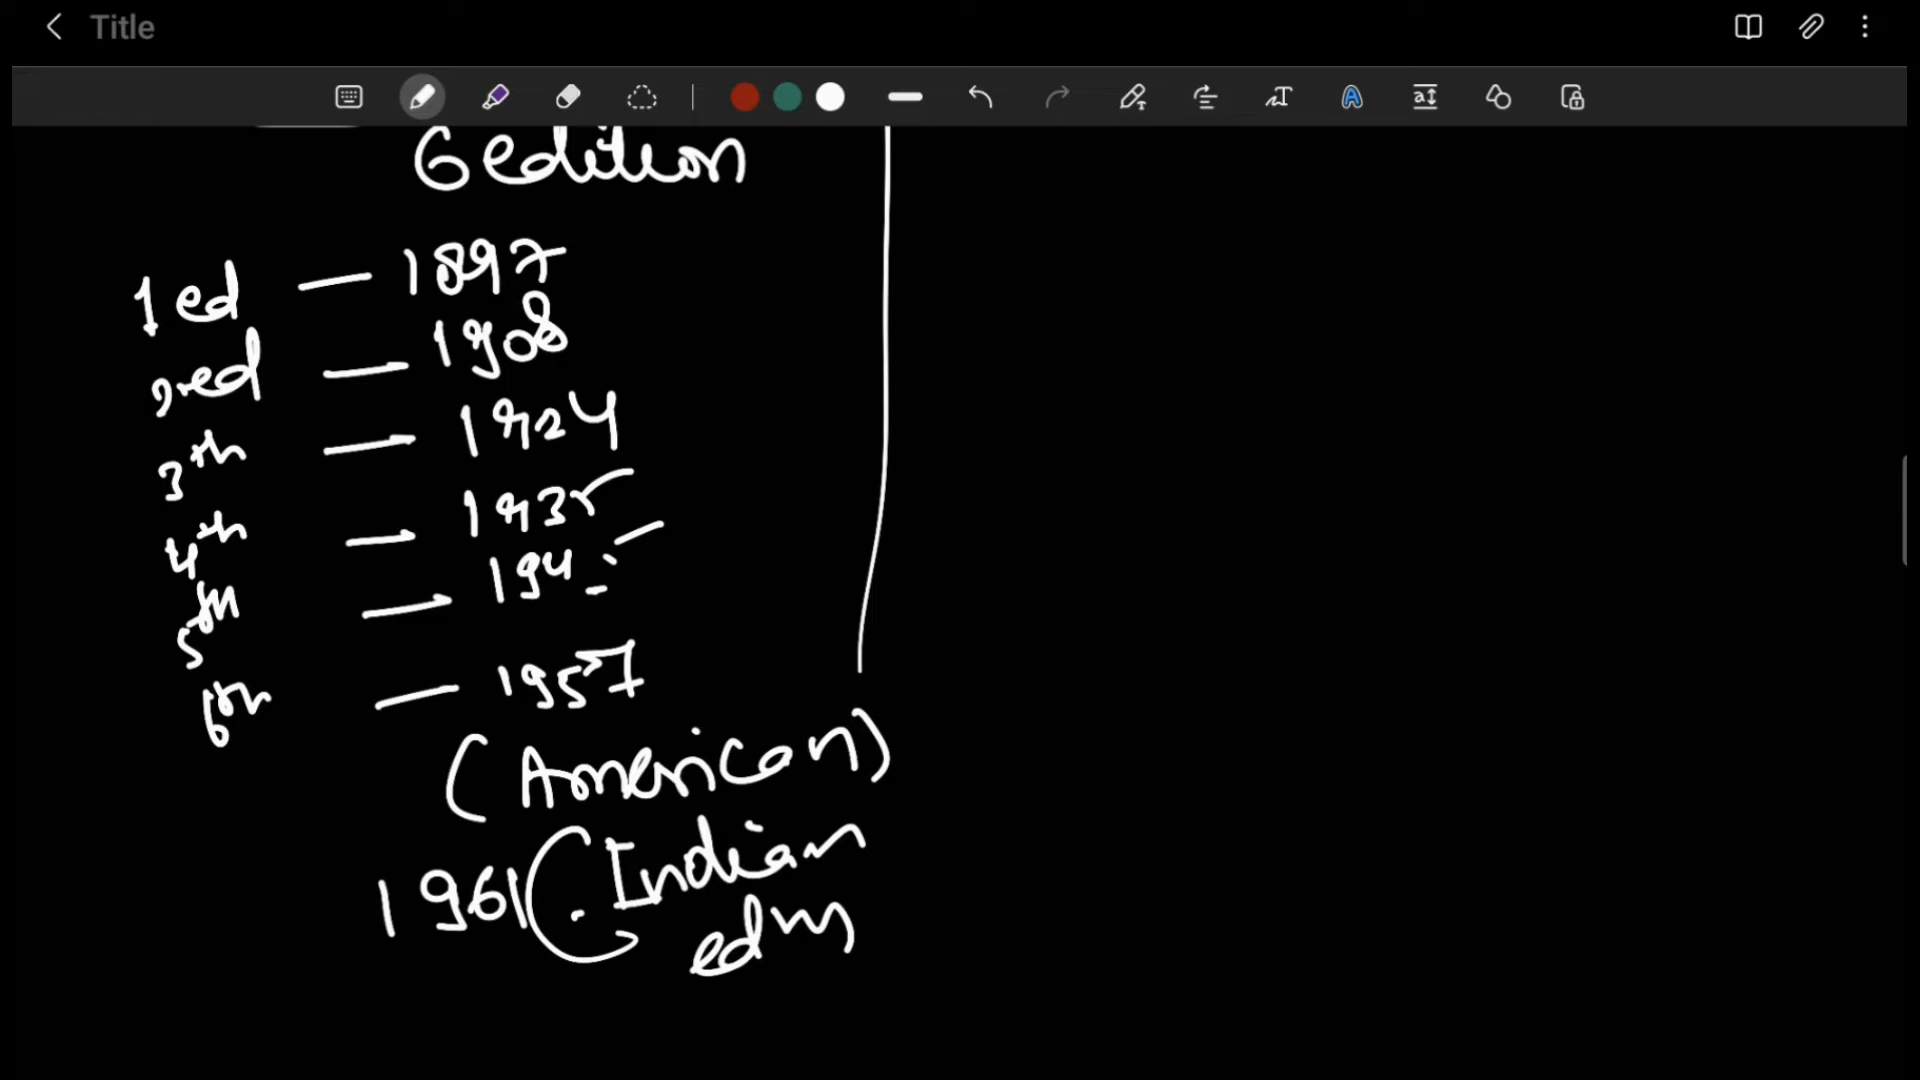 Title
6 edition
1 ed — 1897
2ed — 1908
3th — 1924
4th — 1935
5th — 194
6th — 1957
(American)
1961 (Indian
edn